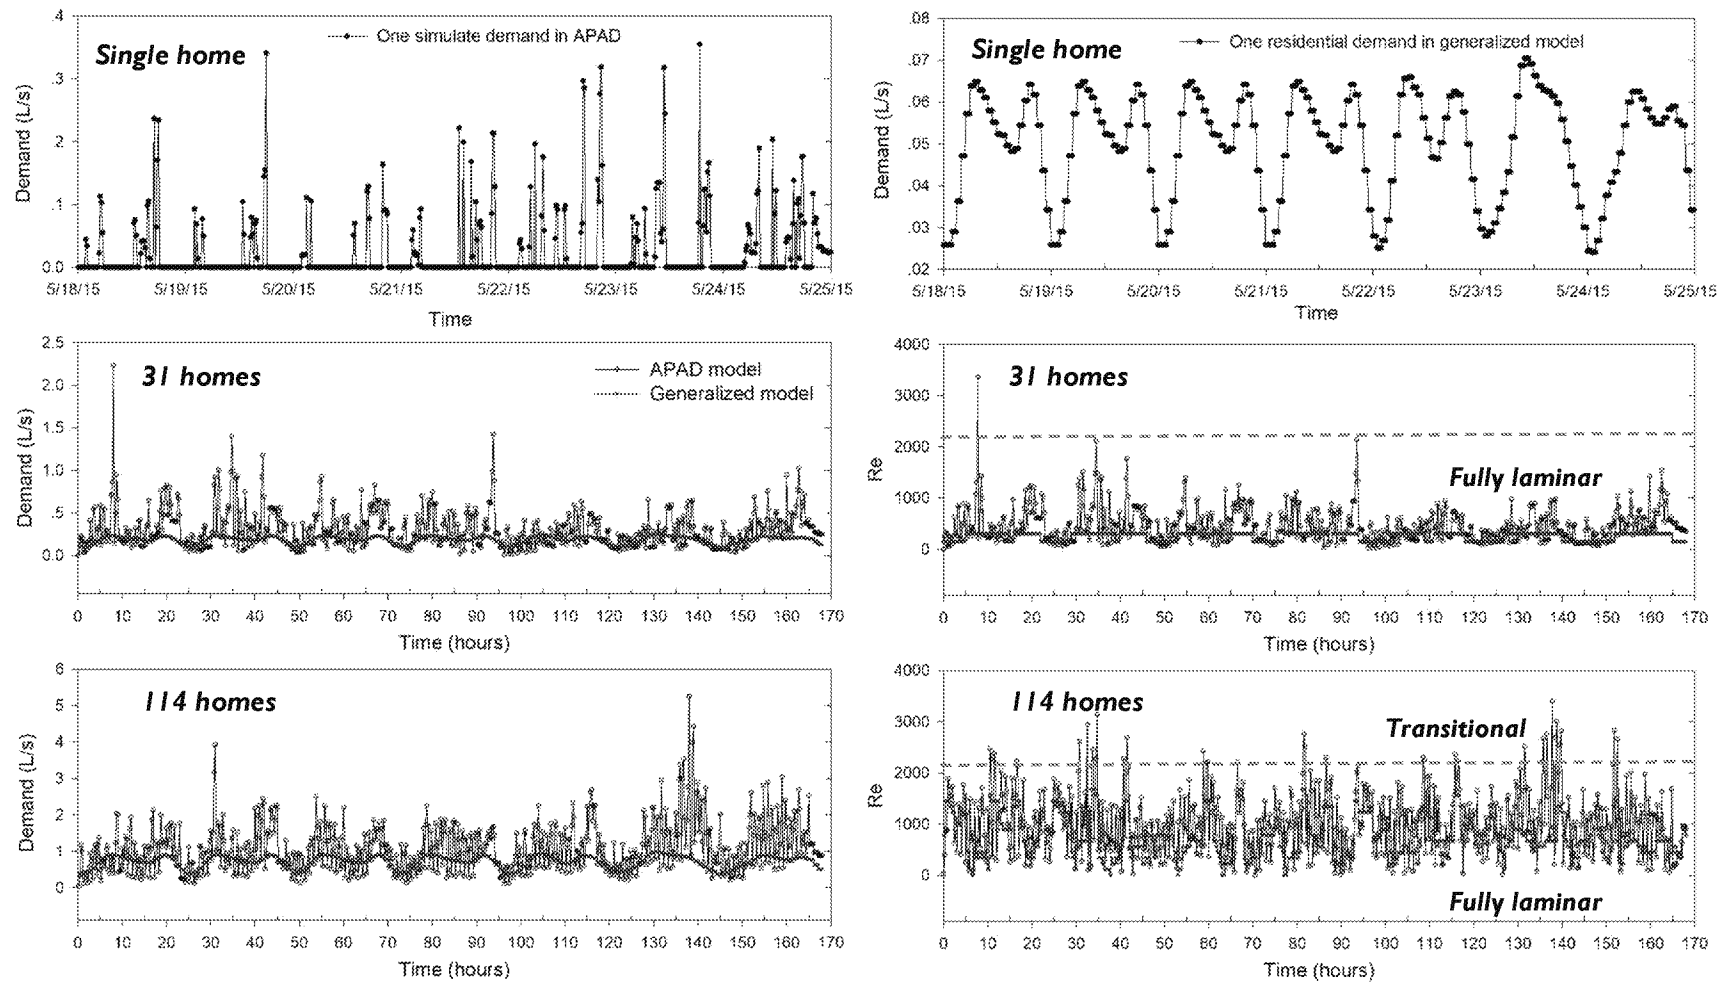 Single home
One simulate demand in APAD
Demand (L/s)
.4
.3
.2
.1
0.0
5/18/15 5/19/15 5/20/15 5/21/15 5/22/15 5/23/15 5/24/15 5/25/15
Time
Single home
One residential demand in generalized model
Demand (L/s)
.08
.07
.06
.05
.04
.03
.02
5/18/15 5/19/15 5/20/15 5/21/15 5/22/15 5/23/15 5/24/15 5/25/15
Time
31 homes
APAD model
Generalized model
Demand (L/s)
2.5
2.0
1.5
1.0
.5
0.0
0 10 20 30 40 50 60 70 80 90 100 110 120 130 140 150 160 170
Time (hours)
31 homes
Fully laminar
Re
4000
3000
2000
1000
0
0 10 20 30 40 50 60 70 80 90 100 110 120 130 140 150 160 170
Time (hours)
114 homes
Demand (L/s)
6
5
4
3
2
1
0
0 10 20 30 40 50 60 70 80 90 100 110 120 130 140 150 160 170
Time (hours)
114 homes
Transitional
Fully laminar
Re
4000
3000
2000
1000
0
0 10 20 30 40 50 60 70 80 90 100 110 120 130 140 150 160 170
Time (hours)